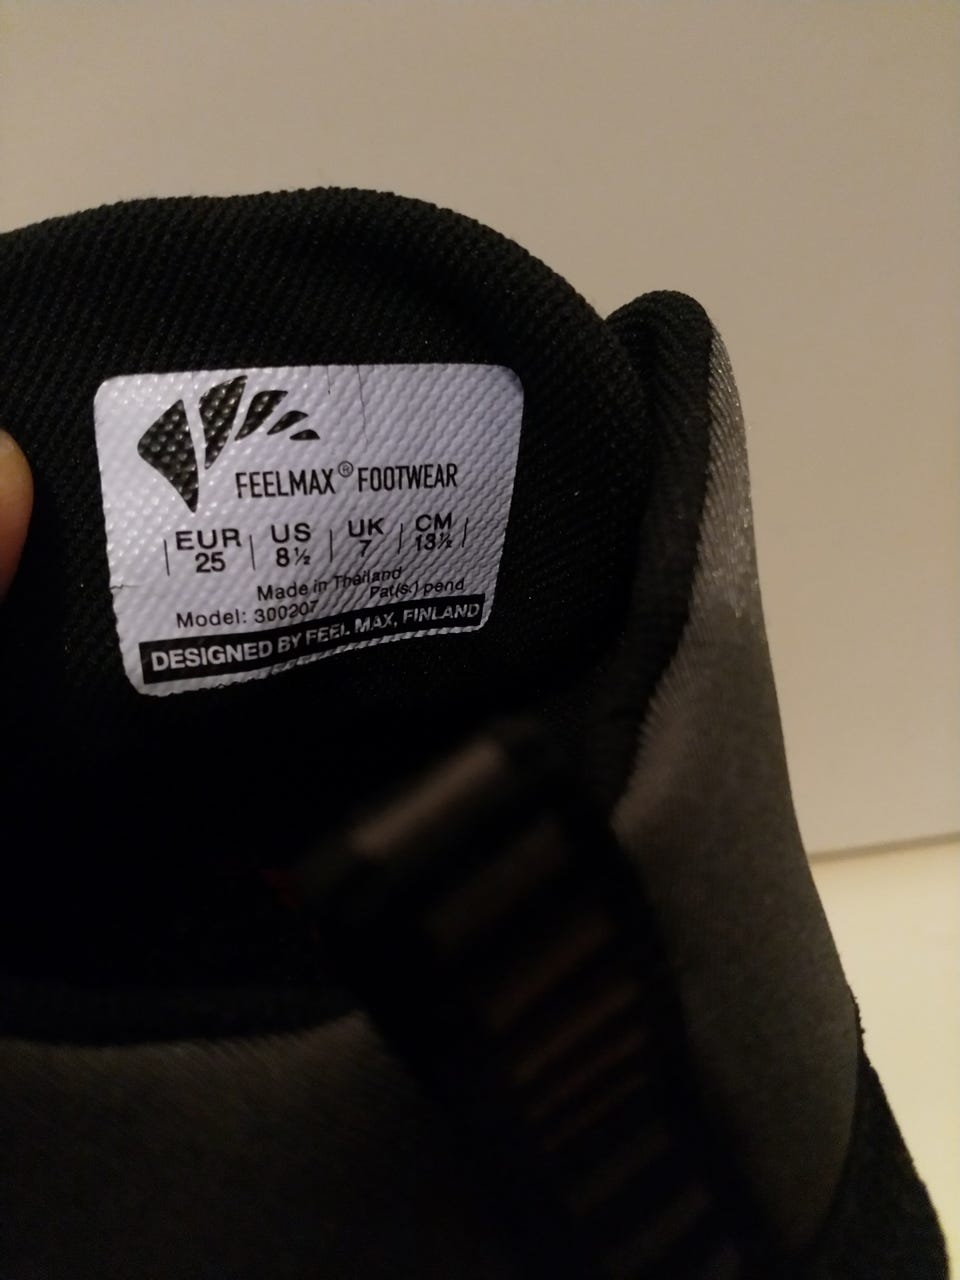 FEELMAX® FOOTWEAR
| EUR | US | UK | CM |
| 25 | 8½ | 7 | 13½ |
Made in Thailand
Pat(s.) pend
Model: 300207
DESIGNED BY FEEL MAX, FINLAND